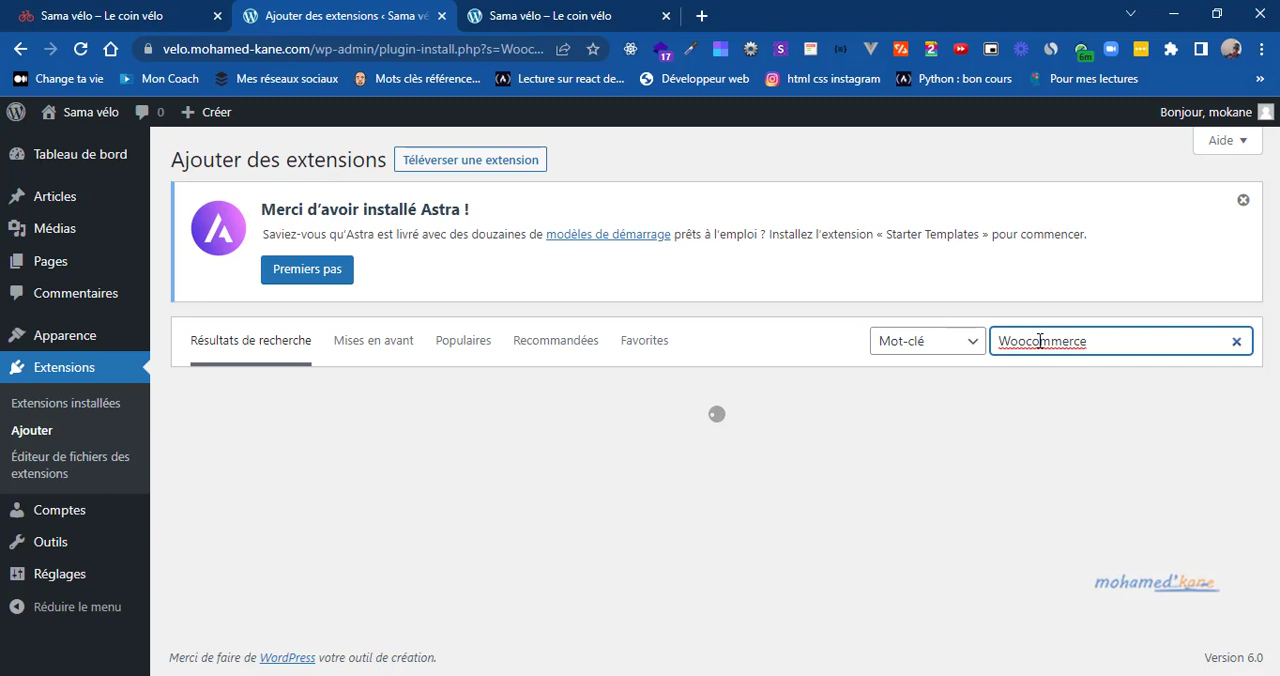 Sama vélo – Le coin vélo
Ajouter des extensions ‹ Sama vé
Sama vélo – Le coin vélo
velo.mohamed-kane.com/wp-admin/plugin-install.php?s=Wooc...
17
2
6m
Change ta vie
Mon Coach
Mes réseaux sociaux
Mots clés référence...
Lecture sur react de...
Développeur web
html css instagram
Python : bon cours
Pour mes lectures
»
Sama vélo
0
Créer
Bonjour, mokane
Tableau de bord
Articles
Médias
Pages
Commentaires
Apparence
Extensions
Extensions installées
Ajouter
Éditeur de fichiers des
extensions
Comptes
Outils
Réglages
Réduire le menu
Aide
Ajouter des extensions
Téléverser une extension
Merci d’avoir installé Astra !
Saviez-vous qu’Astra est livré avec des douzaines de modèles de démarrage prêts à l’emploi ? Installez l’extension « Starter Templates » pour commencer.
Premiers pas
Résultats de recherche
Mises en avant
Populaires
Recommandées
Favorites
Mot-clé
Woocommerce
mohamed'kane
Merci de faire de WordPress votre outil de création.
Version 6.0